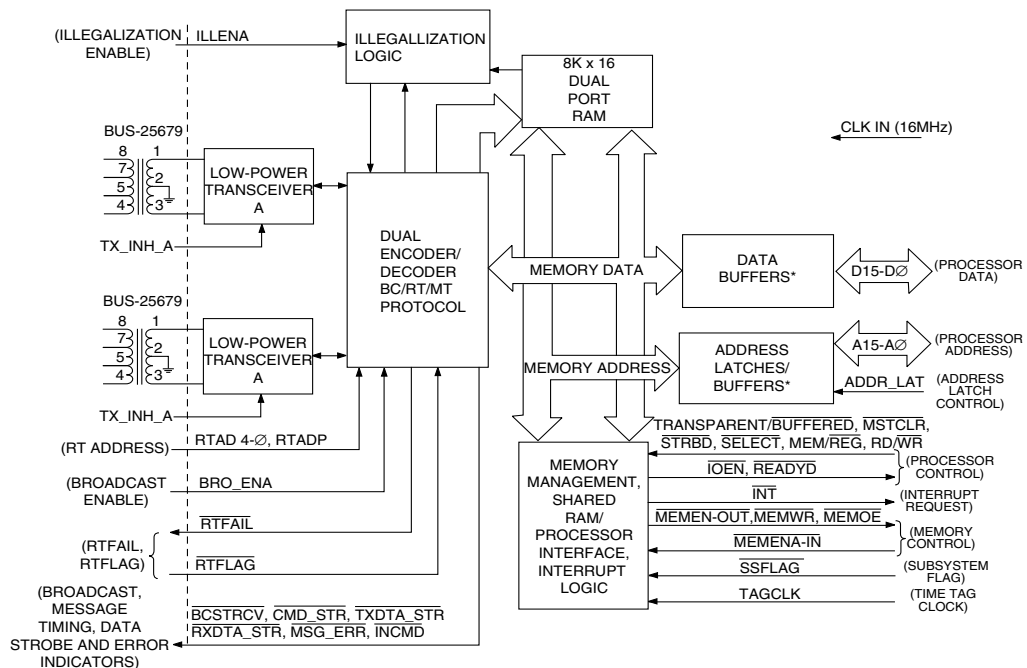 (ILLEGALIZATION
ENABLE)
ILLENA
ILLEGALLIZATION
LOGIC
8K x 16
DUAL
PORT
RAM
CLK IN (16MHz)
BUS-25679
8
7
5
4
1
2
3
LOW-POWER
TRANSCEIVER
A
TX_INH_A
DUAL
ENCODER/
DECODER
BC/RT/MT
PROTOCOL
MEMORY DATA
DATA
BUFFERS*
D15-DØ
(PROCESSOR
DATA)
BUS-25679
8
7
5
4
1
2
3
LOW-POWER
TRANSCEIVER
A
TX_INH_A
MEMORY ADDRESS
ADDRESS
LATCHES/
BUFFERS*
A15-AØ
(PROCESSOR
ADDRESS)
ADDR_LAT
(ADDRESS
LATCH
CONTROL)
(RT ADDRESS)
RTAD 4-Ø, RTADP
(BROADCAST
ENABLE)
BRO_ENA
(RTFAIL,
RTFLAG)
RTFAIL
RTFLAG
(BROADCAST,
MESSAGE
TIMING, DATA
STROBE AND ERROR
INDICATORS)
BCSTRCV, CMD_STR, TXDTA_STR
RXDTA_STR, MSG_ERR, INCMD
MEMORY
MANAGEMENT,
SHARED
RAM/
PROCESSOR
INTERFACE,
INTERRUPT
LOGIC
TRANSPARENT/BUFFERED, MSTCLR,
STRBD, SELECT, MEM/REG, RD/WR
IOEN, READYD
(PROCESSOR
CONTROL)
INT
(INTERRUPT
REQUEST)
MEMEN-OUT,MEMWR, MEMOE
MEMENA-IN
(MEMORY
CONTROL)
SSFLAG
(SUBSYSTEM
FLAG)
TAGCLK
(TIME TAG
CLOCK)